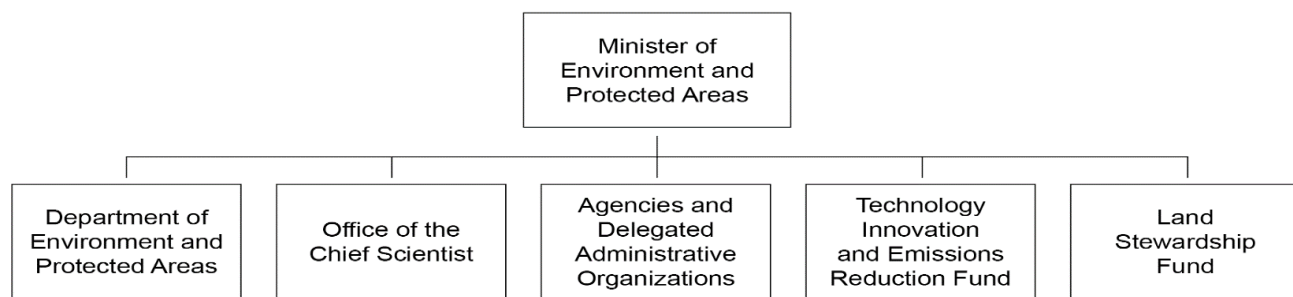 Minister of
Environment and
Protected Areas
Department of
Environment and
Protected Areas
Office of the
Chief Scientist
Agencies and
Delegated
Administrative
Organizations
Technology
Innovation
and Emissions
Reduction Fund
Land
Stewardship
Fund